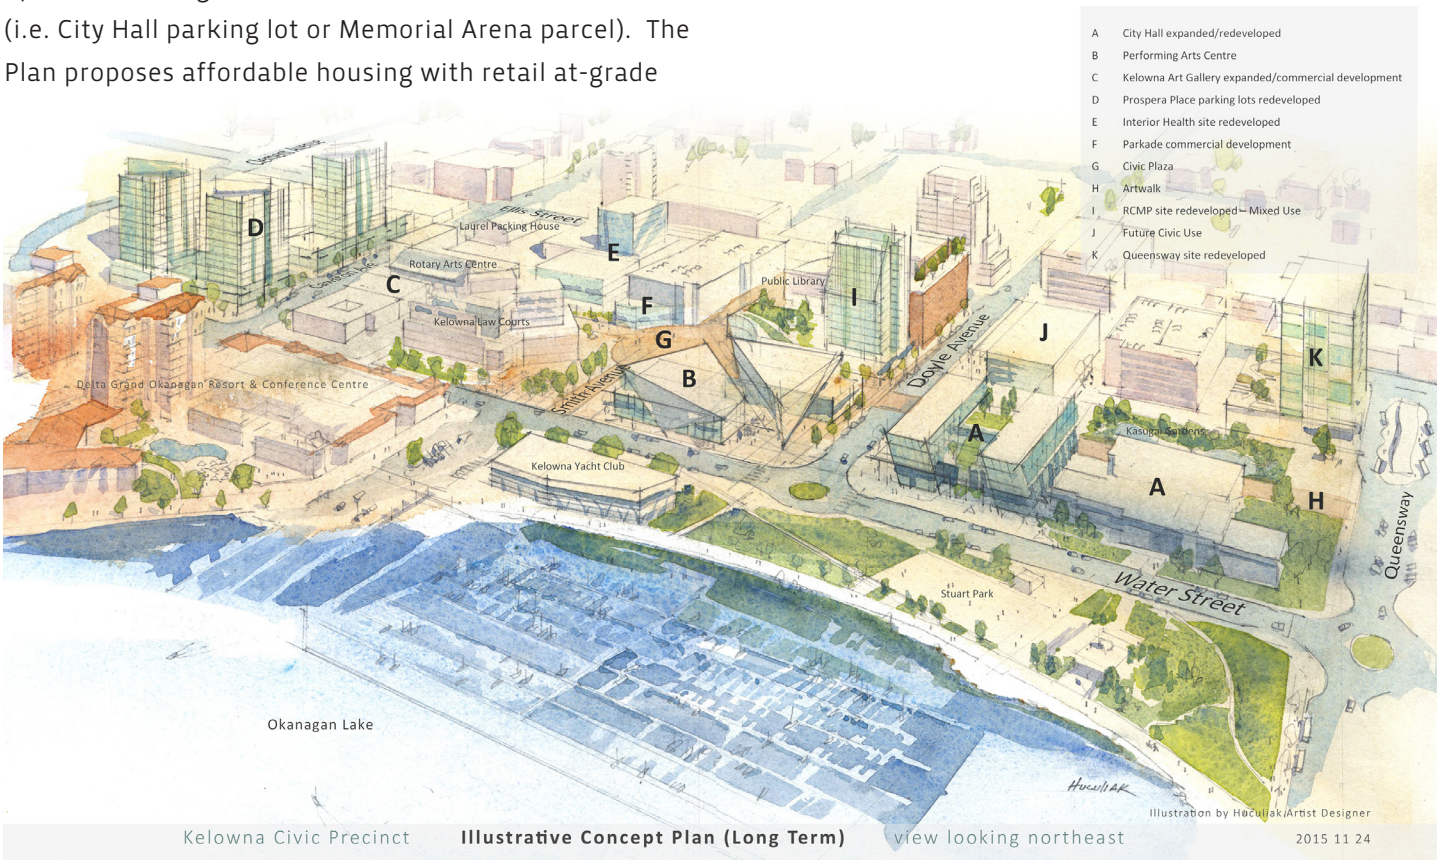 (i.e. City Hall parking lot or Memorial Arena parcel).  The
Plan proposes affordable housing with retail at-grade
A City Hall expanded/redeveloped
B Performing Arts Centre
C Kelowna Art Gallery expanded/commercial development
D Prospera Place parking lots redeveloped
E Interior Health site redeveloped
F Parkade commercial development
G Civic Plaza
H Artwalk
I RCMP site redeveloped – Mixed Use
J Future Civic Use
K Queensway site redeveloped
Ellis Street
Laurel Packing House
D
E
Rotary Arts Centre
C
Public Library
I
F
Kelowna Law Courts
G
J
Doyle Avenue
K
B
Delta Grand Okanagan Resort & Conference Centre
Smith Avenue
A
Kasugai Gardens
Kelowna Yacht Club
A
H
Queensway
Water Street
Stuart Park
Okanagan Lake
Huculiak
Illustration by Huculiak/Artist Designer
Kelowna Civic Precinct Illustrative Concept Plan (Long Term) view looking northeast 2015 11 24